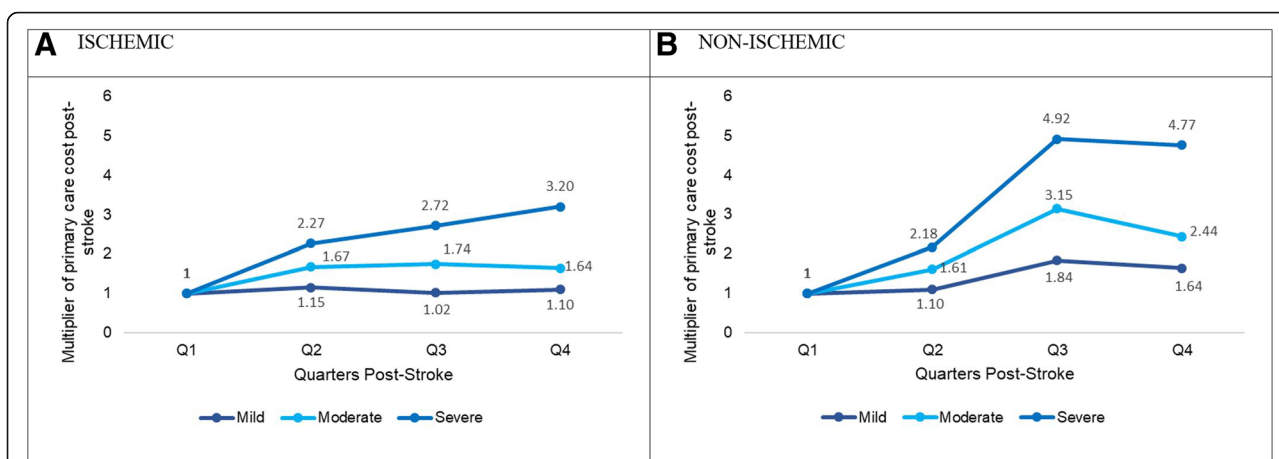 A ISCHEMIC
Multiplier of primary care cost post-
stroke
6
5
4
3
2
1
0
1
2.27
1.67
1.15
2.72
1.74
1.02
3.20
1.64
1.10
Q1 Q2 Q3 Q4
Quarters Post-Stroke
Mild Moderate Severe
B NON-ISCHEMIC
Multiplier of primary care cost post-
stroke
6
5
4
3
2
1
0
1
2.18
1.61
1.10
4.92
3.15
1.84
4.77
2.44
1.64
Q1 Q2 Q3 Q4
Quarters Post-Stroke
Mild Moderate Severe